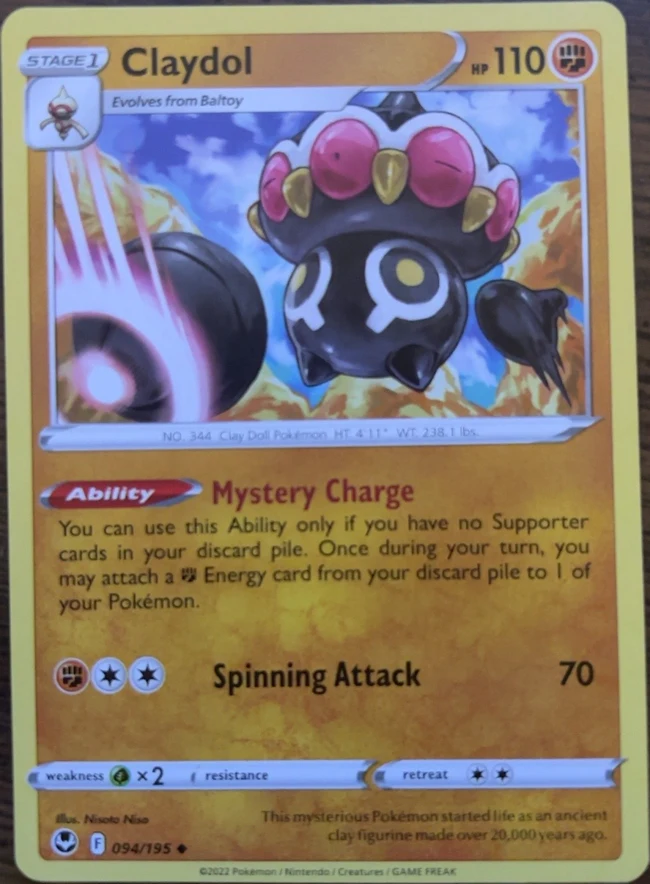 STAGE 1 Claydol HP 110
Evolves from Baltoy
NO. 344 Clay Doll Pokémon HT: 4'11" WT: 238.1 lbs.
Ability Mystery Charge
You can use this Ability only if you have no Supporter
cards in your discard pile. Once during your turn, you
may attach a Energy card from your discard pile to 1 of
your Pokémon.
Spinning Attack 70
weakness ×2 resistance retreat
Illus. Nisota Niso
This mysterious Pokémon started life as an ancient
clay figurine made over 20,000 years ago.
F 094/195
©2022 Pokémon / Nintendo / Creatures / GAME FREAK